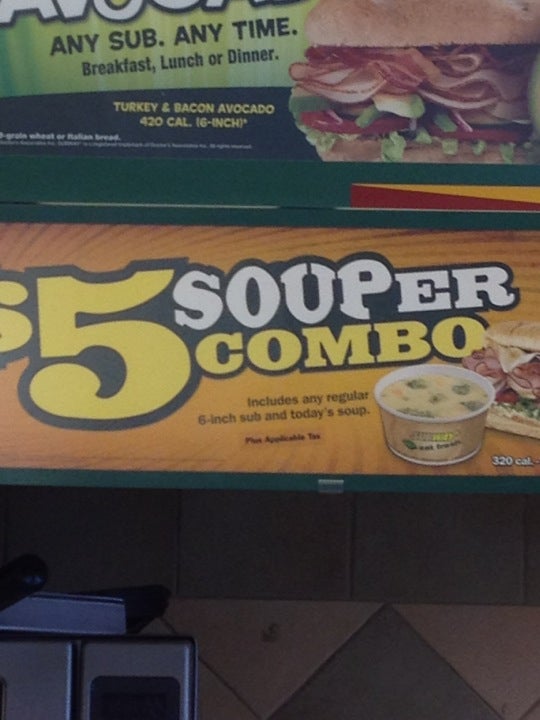 ANY SUB. ANY TIME.
Breakfast, Lunch or Dinner.
TURKEY & BACON AVOCADO
420 CAL. (6-INCH)*
9-grain wheat or Italian bread.
$5 SOUPER
COMBO
Includes any regular
6-inch sub and today's soup.
Plus Applicable Tax
SUBWAY
eat fresh
320 cal.